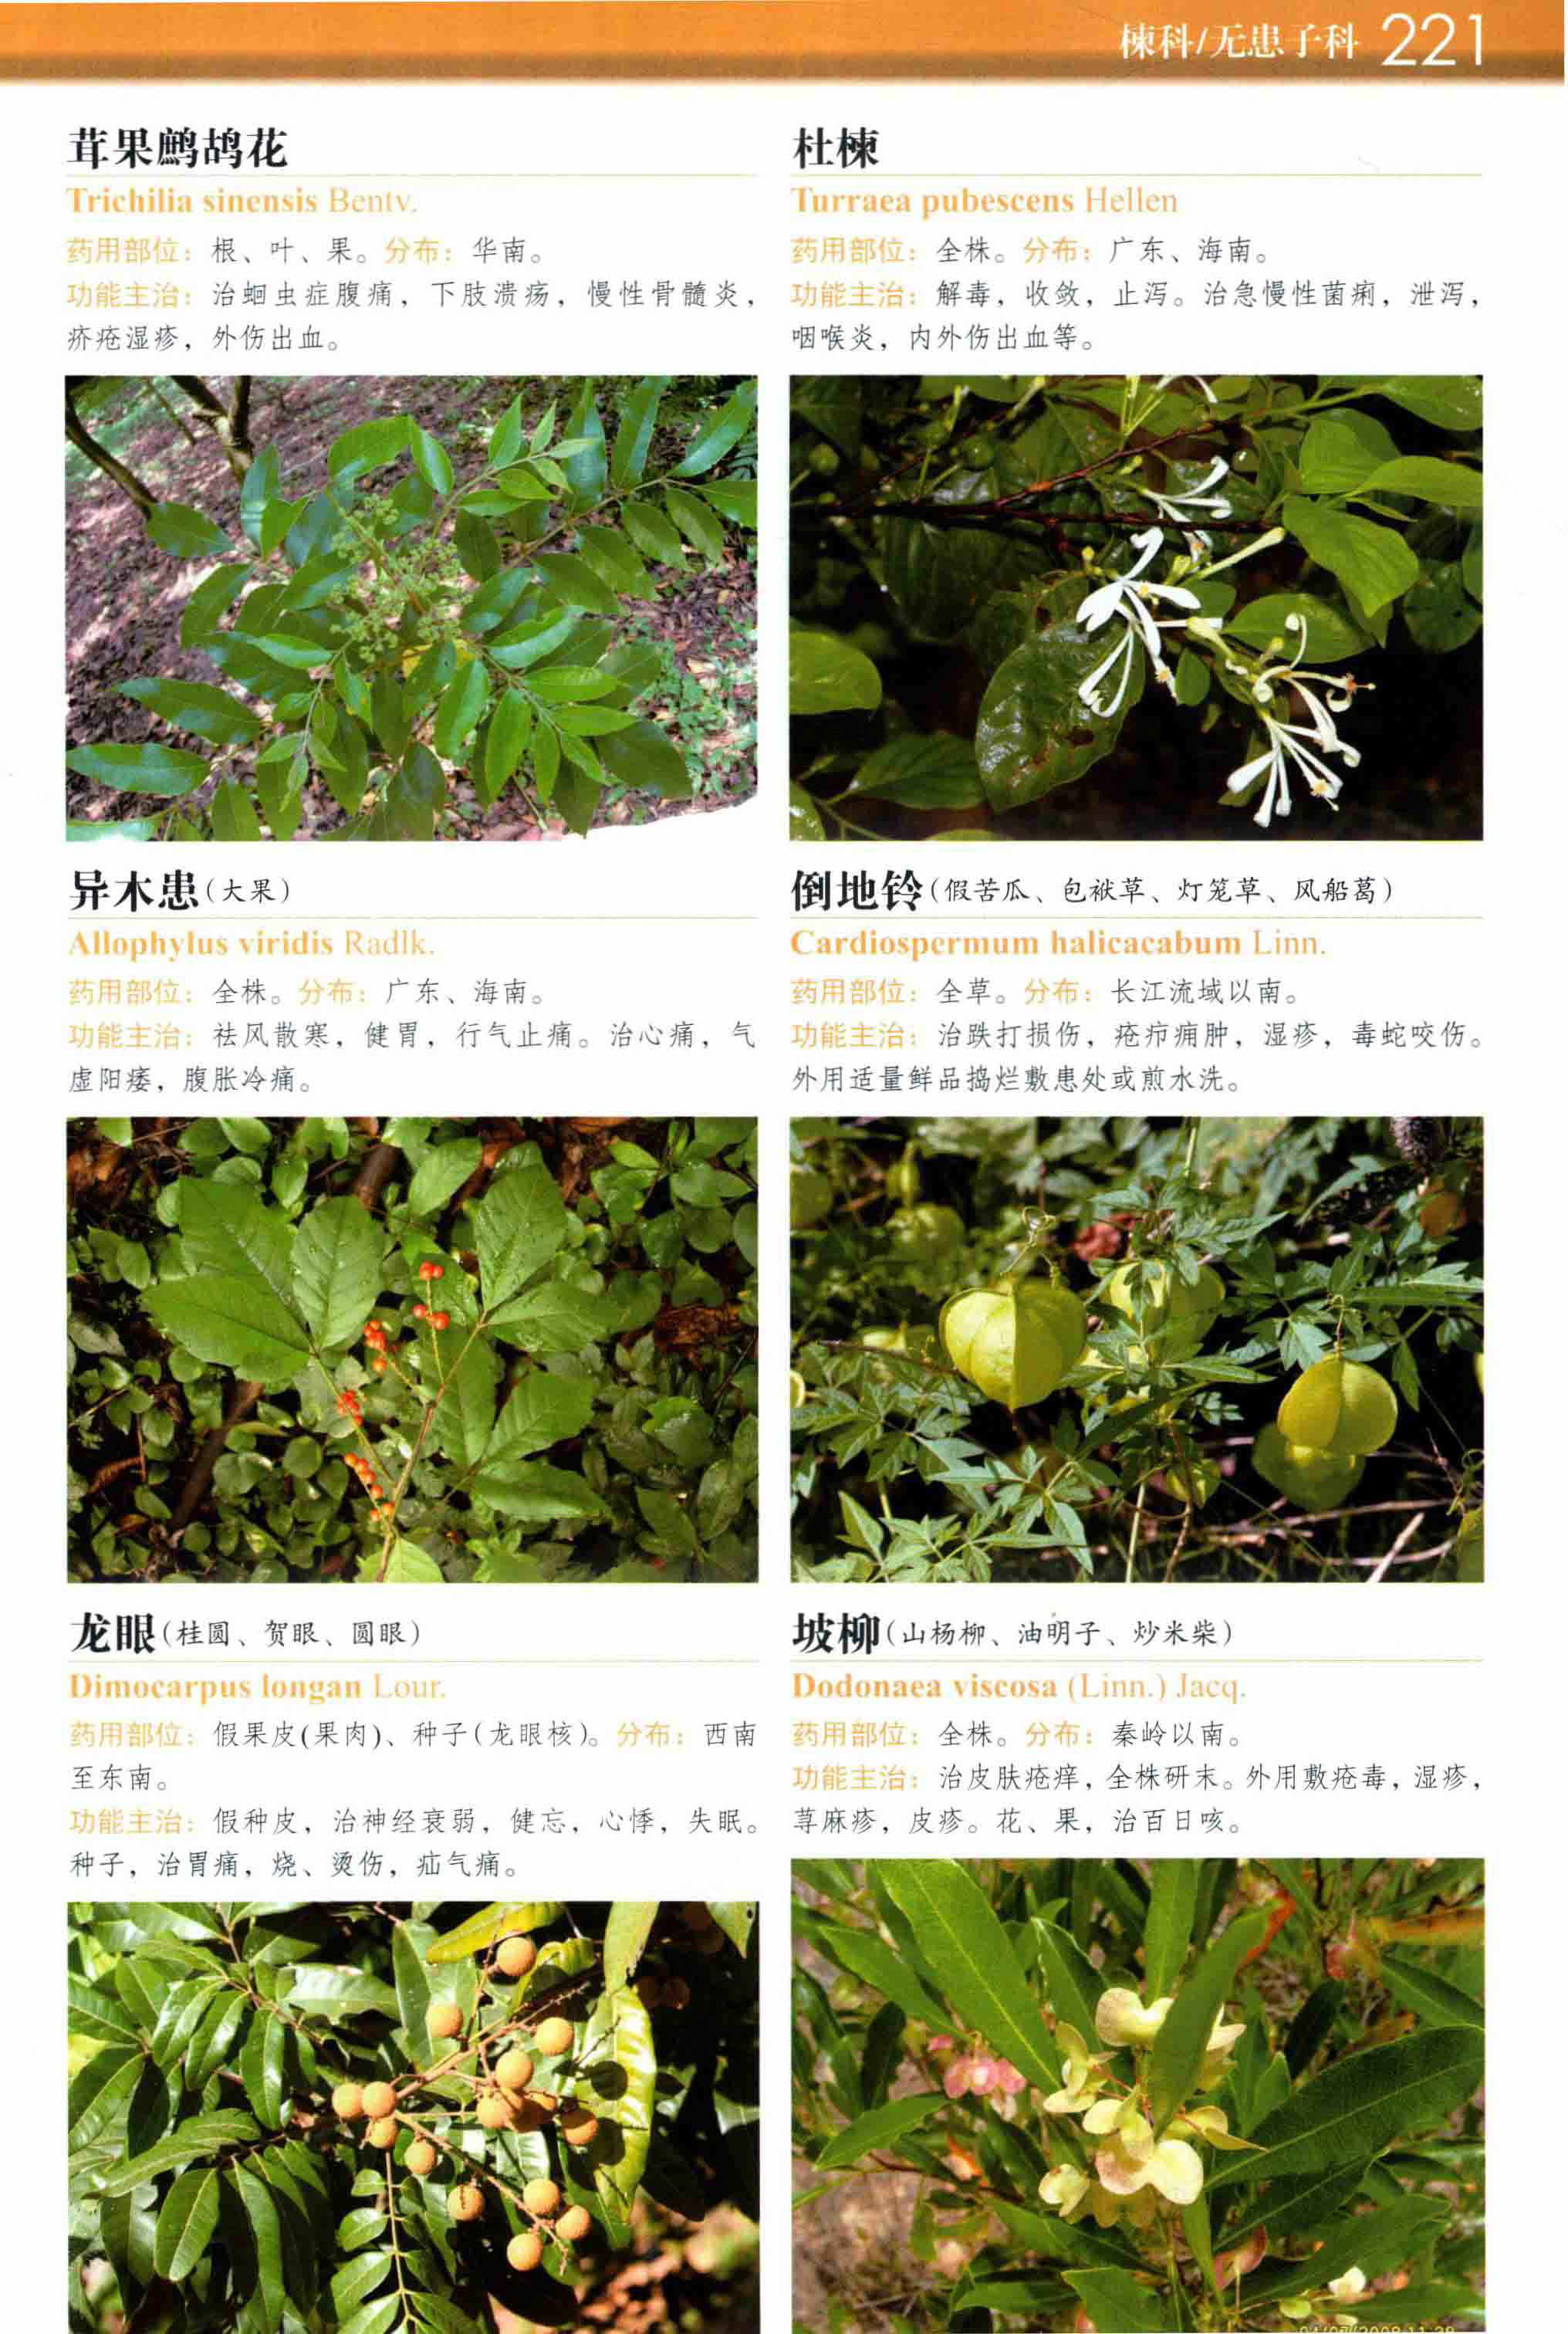 楝科/无患子科 221
茸果鹧鸪花
Trichilia sinensis Bentv.
药用部位：根、叶、果。分布：华南。
功能主治：治蛔虫症腹痛，下肢溃疡，慢性骨髓炎，
疥疮湿疹，外伤出血。
杜楝
Turraea pubescens Hellen
药用部位：全株。分布：广东、海南。
功能主治：解毒，收敛，止泻。治急慢性菌痢，泄泻，
咽喉炎，内外伤出血等。
异木患(大果)
Allophylus viridis Radlk.
药用部位：全株。分布：广东、海南。
功能主治：祛风散寒，健胃，行气止痛。治心痛，气
虚阳痿，腹胀冷痛。
倒地铃(假苦瓜、包袱草、灯笼草、风船葛)
Cardiospermum halicacabum Linn.
药用部位：全草。分布：长江流域以南。
功能主治：治跌打损伤，疮疖痈肿，湿疹，毒蛇咬伤。
外用适量鲜品捣烂敷患处或煎水洗。
龙眼(桂圆、贺眼、圆眼)
Dimocarpus longan Lour.
药用部位：假果皮(果肉)、种子(龙眼核)。分布：西南
至东南。
功能主治：假种皮，治神经衰弱，健忘，心悸，失眠。
种子，治胃痛，烧、烫伤，疝气痛。
坡柳(山杨柳、油明子、炒米柴)
Dodonaea viscosa (Linn.) Jacq.
药用部位：全株。分布：秦岭以南。
功能主治：治皮肤疮痒，全株研末。外用敷疮毒，湿疹，
荨麻疹，皮疹。花、果，治百日咳。